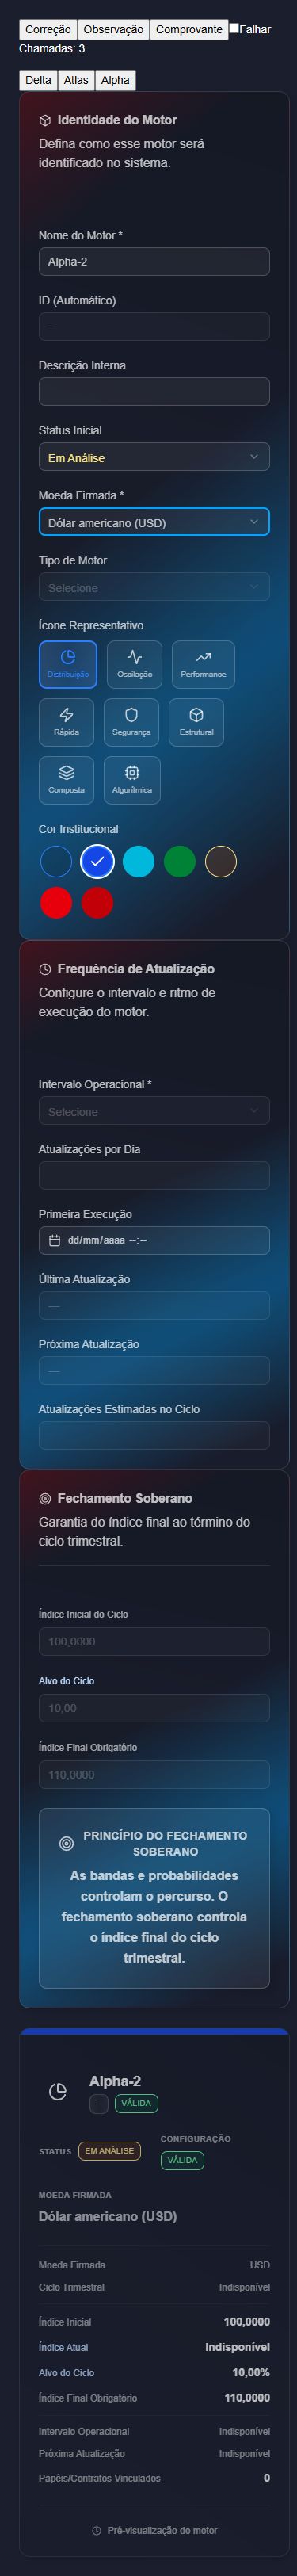 Correção Observação Comprovante Falhar
Chamadas: 3
Delta Atlas Alpha
Identidade do Motor
Defina como esse motor será
identificado no sistema.
Nome do Motor *
Alpha-2
ID (Automático)
—
Descrição Interna
Status Inicial
Em Análise
Moeda Firmada *
Dólar americano (USD)
Tipo de Motor
Selecione
Ícone Representativo
Distribuição Oscilação Performance
Rápida Segurança Estrutural
Composta Algorítmica
Cor Institucional
Frequência de Atualização
Configure o intervalo e ritmo de
execução do motor.
Intervalo Operacional *
Selecione
Atualizações por Dia
Primeira Execução
dd/mm/aaaa --:--
Última Atualização
—
Próxima Atualização
—
Atualizações Estimadas no Ciclo
Fechamento Soberano
Garantia do índice final ao término do
ciclo trimestral.
Índice Inicial do Ciclo
100,0000
Alvo do Ciclo
10,00
Índice Final Obrigatório
110,0000
PRINCÍPIO DO FECHAMENTO
SOBERANO
As bandas e probabilidades
controlam o percurso. O
fechamento soberano controla
o índice final do ciclo
trimestral.
Alpha-2
— VÁLIDA
STATUS EM ANÁLISE CONFIGURAÇÃO
VÁLIDA
MOEDA FIRMADA
Dólar americano (USD)
Moeda Firmada USD
Ciclo Trimestral Indisponível
Índice Inicial 100,0000
Índice Atual Indisponível
Alvo do Ciclo 10,00%
Índice Final Obrigatório 110,0000
Intervalo Operacional Indisponível
Próxima Atualização Indisponível
Papéis/Contratos Vinculados 0
Pré-visualização do motor